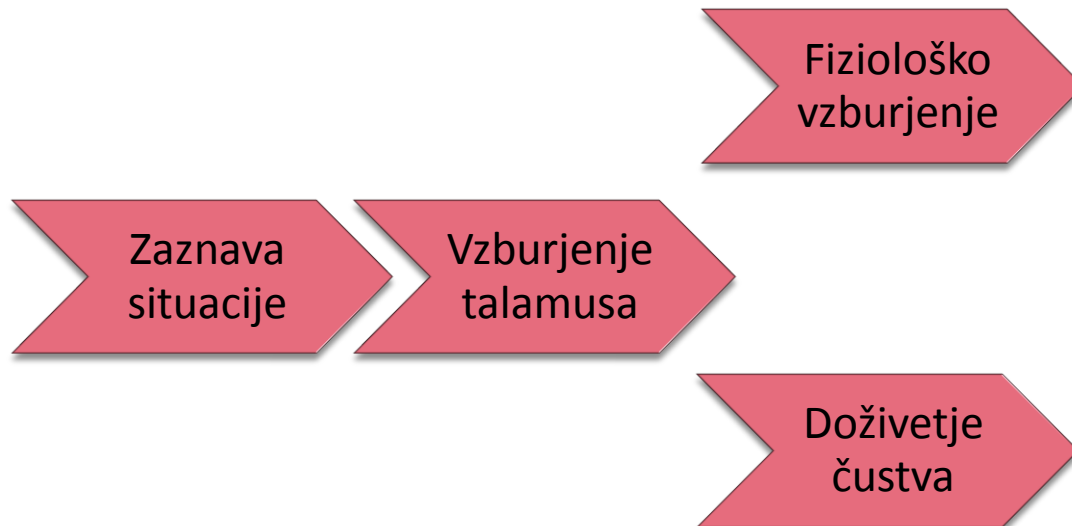 Fiziološko
vzburjenje
Zaznava
situacije
Vzburjenje
talamusa
Doživetje
čustva